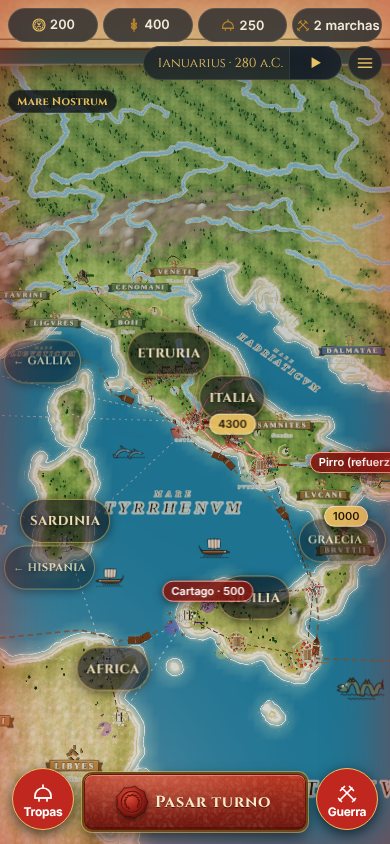 200
400
250
2 marchas
Ianuarius · 280 a.C.
Mare Nostrum
VENETI
TAVRINI
CENOMANI
LIGVRES
BOII
ETRURIA
MARE
HADRIATICVM
DALMATAE
← GALLIA
ITALIA
4300
SAMNITES
Pirro (refuerz
LVCANI
MARE
TYRRHENVM
SARDINIA
1000
GRAECIA →
BRVTTII
← HISPANIA
Cartago · 500
ILIA
AFRICA
LIBYES
Tropas
Pasar turno
Guerra